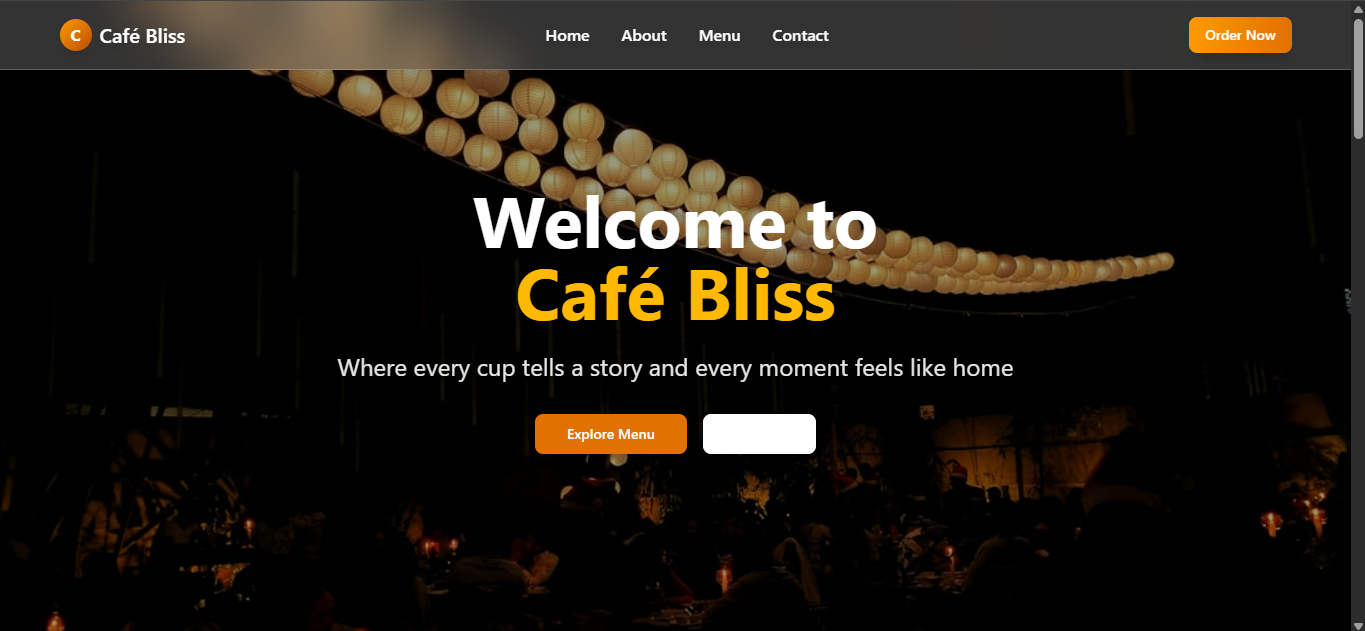 C Café Bliss
Home About Menu Contact
Order Now
Welcome to
Café Bliss
Where every cup tells a story and every moment feels like home
Explore Menu